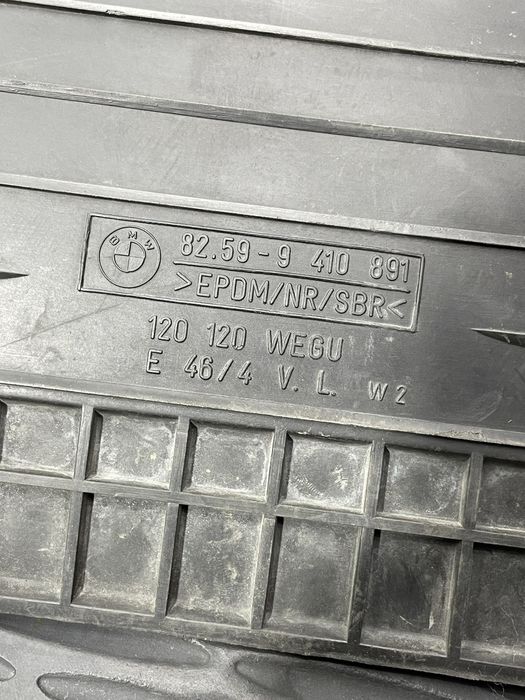 BMW
82.59 - 9 410 891
>EPDM/NR/SBR<
120 120 WEGU
E 46/4 V. L. W2